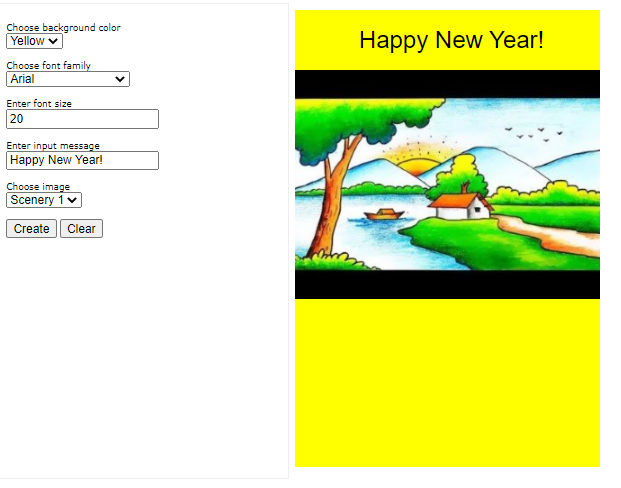 Choose background color
Yellow
Choose font family
Arial
Enter font size
20
Enter input message
Happy New Year!
Choose image
Scenery 1
Create Clear
Happy New Year!